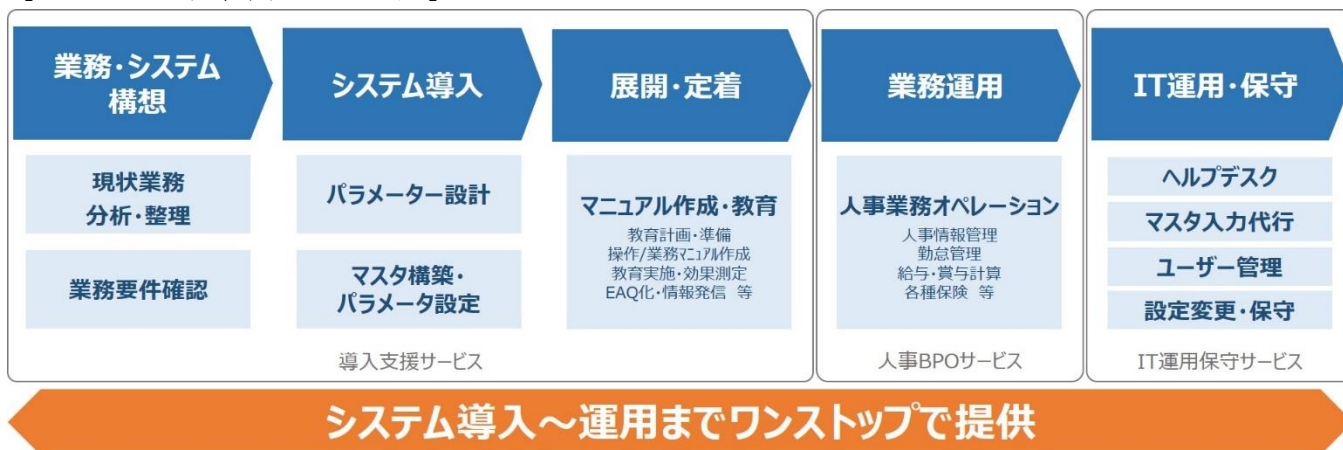 業務・システム
構想
システム導入
展開・定着
業務運用
IT運用・保守
現状業務
分析・整理
業務要件確認
パラメーター設計
マスタ構築・
パラメータ設定
マニュアル作成・教育
教育計画・準備
操作/業務マニュアル作成
教育実施・効果測定
EAQ化・情報発信 等
人事業務オペレーション
人事情報管理
勤怠管理
給与・賞与計算
各種保険 等
ヘルプデスク
マスタ入力代行
ユーザー管理
設定変更・保守
導入支援サービス
人事BPOサービス
IT運用保守サービス
システム導入～運用までワンストップで提供